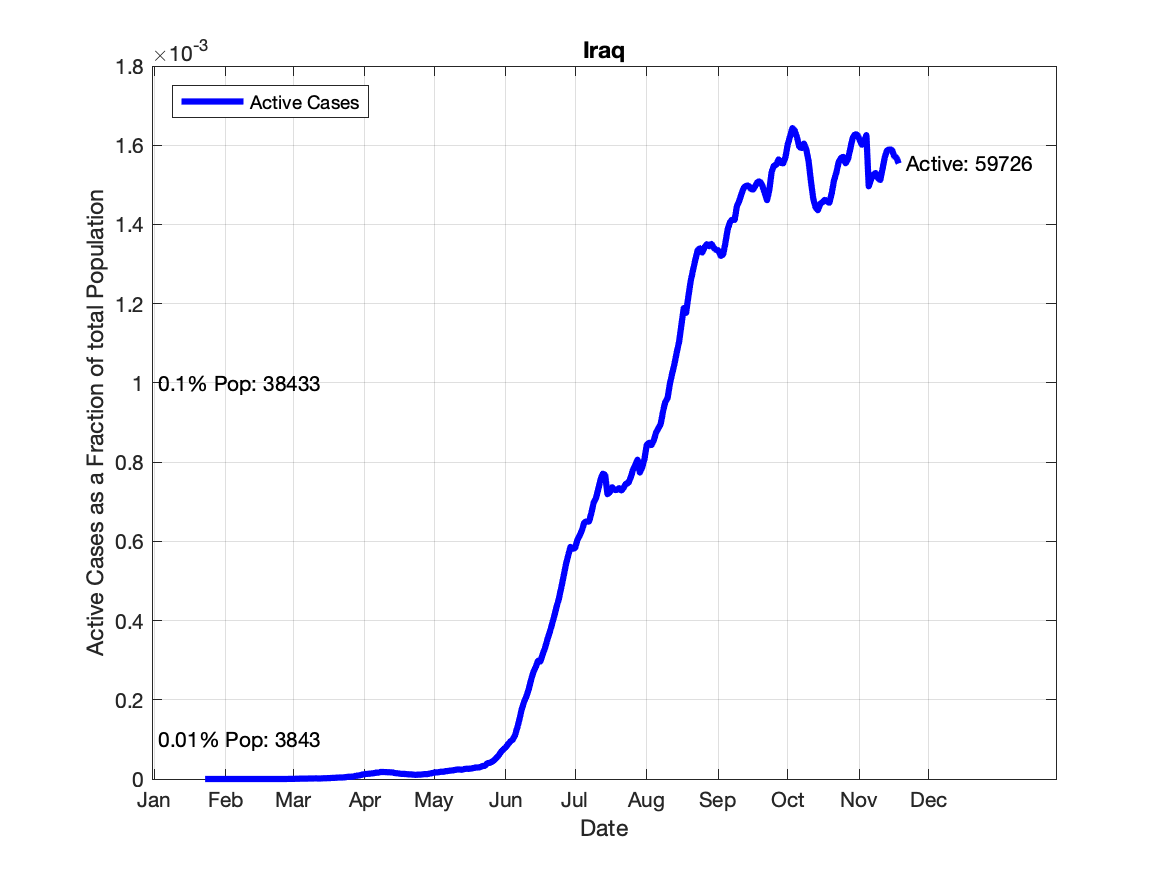 Iraq
×10-3
1.8
1.6
1.4
1.2
1
0.8
0.6
0.4
0.2
0
Active Cases as a Fraction of total Population
Active Cases
Active: 59726
0.1% Pop: 38433
0.01% Pop: 3843
Jan Feb Mar Apr May Jun Jul Aug Sep Oct Nov Dec
Date